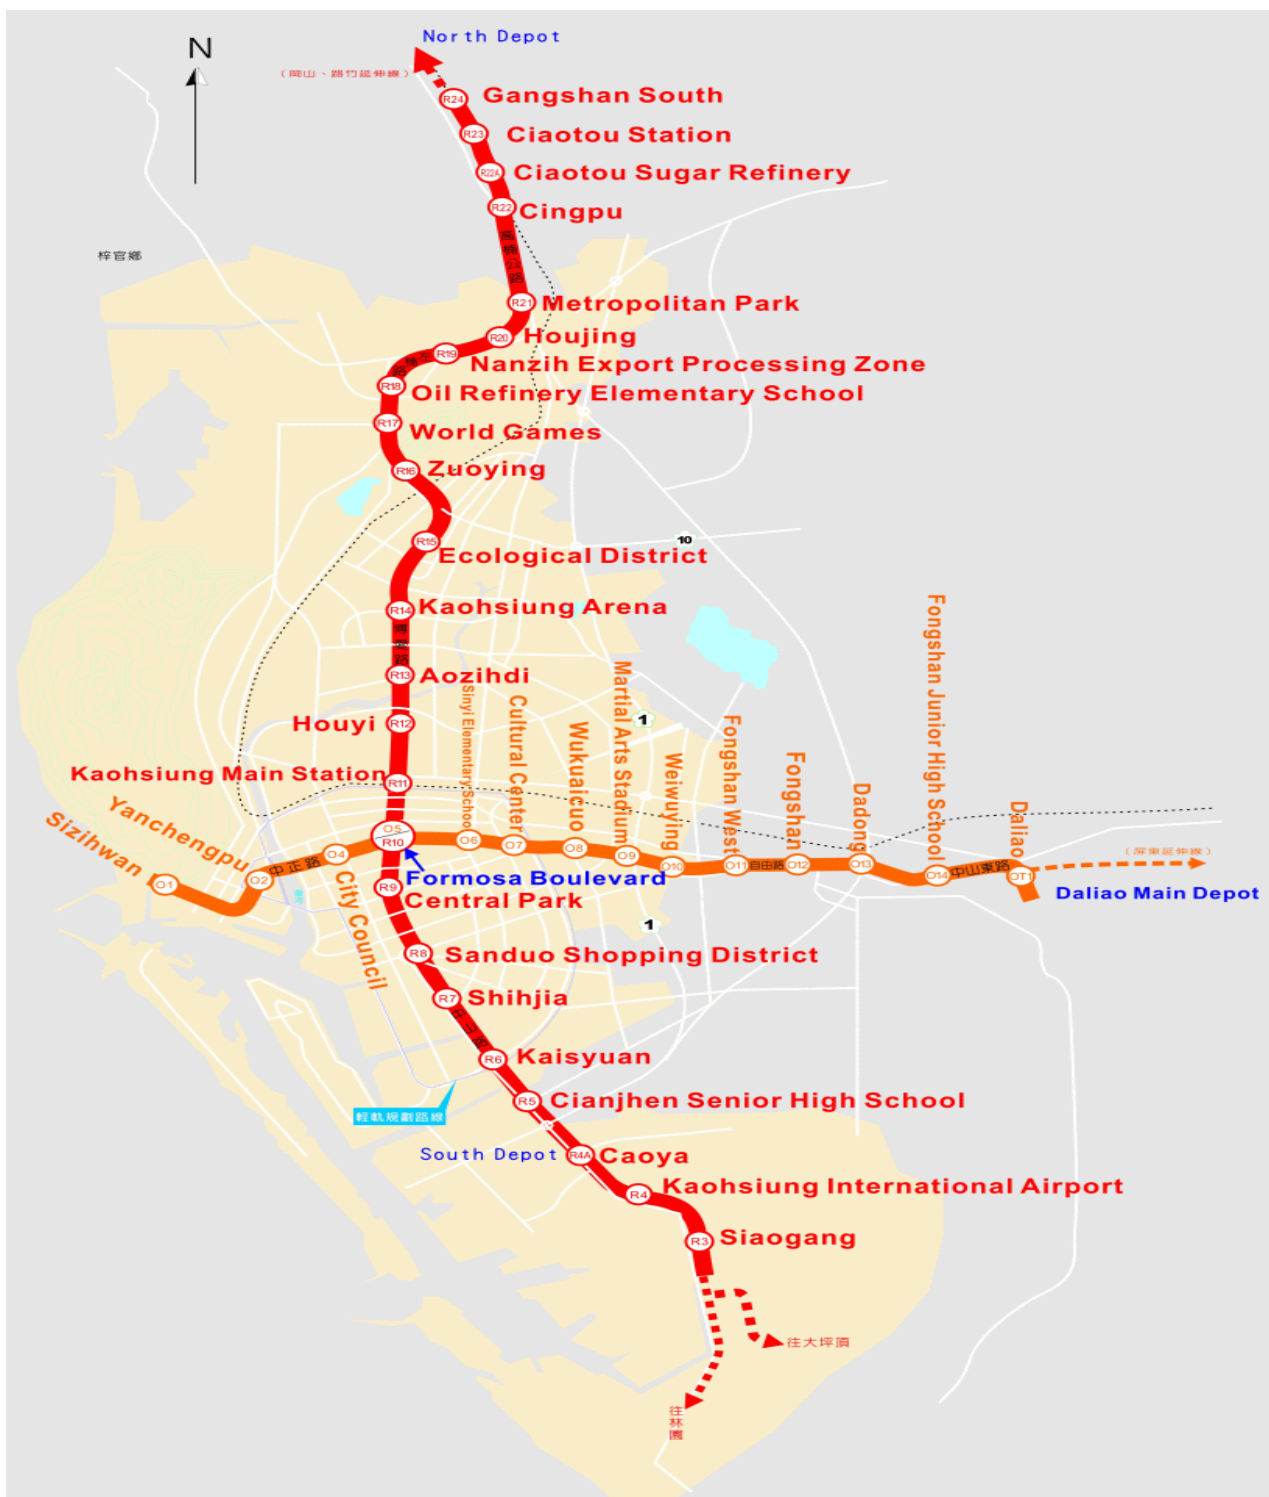 North Depot
N
(岡山、路竹延伸線)
R24 Gangshan South
R23 Ciaotou Station
R22A Ciaotou Sugar Refinery
R22 Cingpu
梓官鄉
R21 Metropolitan Park
R20 Houjing
R19 Nanzih Export Processing Zone
R18 Oil Refinery Elementary School
R17 World Games
R16 Zuoying
10
R15 Ecological District
R14 Kaohsiung Arena
R13 Aozihdi
Houyi R12
1
Kaohsiung Main Station R11
Sizihwan
O1
Yanchengpu
O2
中正路
O4
City Council
O5
R10
Formosa Boulevard
Sinyi Elementary School
O6
Cultural Center
O7
Wukuaicuo
O8
Martial Arts Stadium
O9
Weiwuying
O10
Fongshan West
O11
自由路
Fongshan
O12
Dadong
O13
Fongshan Junior High School
O14
中山東路
Daliao
OT1
(屏東延伸線)
Daliao Main Depot
R9 Central Park
1
R8 Sanduo Shopping District
R7 Shihjia
R6 Kaisyuan
R5 Cianjhen Senior High School
輕軌規劃路線
South Depot
R4A Caoya
R4 Kaohsiung International Airport
R3 Siaogang
往大坪頂
往林園